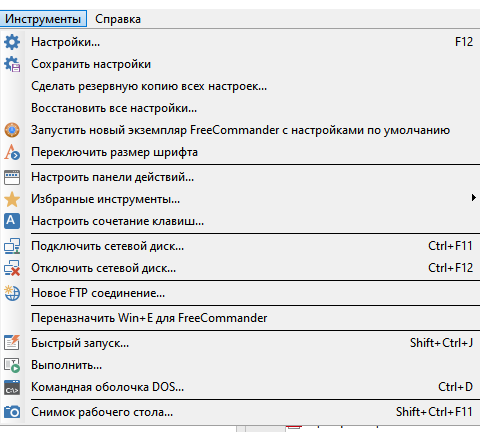 Инструменты Справка
Настройки... F12
Сохранить настройки
Сделать резервную копию всех настроек...
Восстановить все настройки...
Запустить новый экземпляр FreeCommander с настройками по умолчанию
Переключить размер шрифта
Настроить панели действий...
Избранные инструменты...
Настроить сочетание клавиш...
Подключить сетевой диск... Ctrl+F11
Отключить сетевой диск... Ctrl+F12
Новое FTP соединение...
Переназначить Win+E для FreeCommander
Быстрый запуск... Shift+Ctrl+J
Выполнить...
Командная оболочка DOS... Ctrl+D
Снимок рабочего стола... Shift+Ctrl+F11